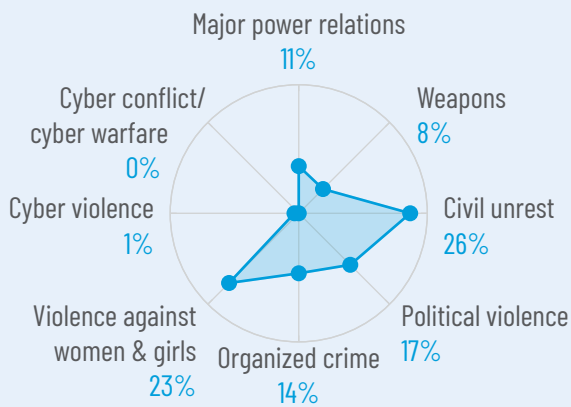 Major power relations
11%
Weapons
8%
Civil unrest
26%
Political violence
17%
Organized crime
14%
Violence against
women & girls
23%
Cyber violence
1%
Cyber conflict/
cyber warfare
0%